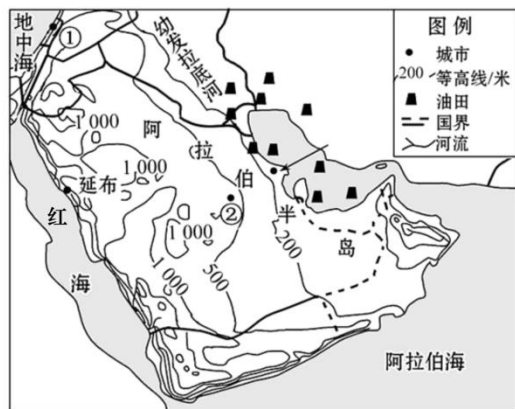 地中海
①
幼发拉底河
图例
城市
200 等高线/米
油田
国界
河流
1 000
阿拉伯半岛
1 000
延布
②
1 000
200
红海
1 000
500
阿拉伯海